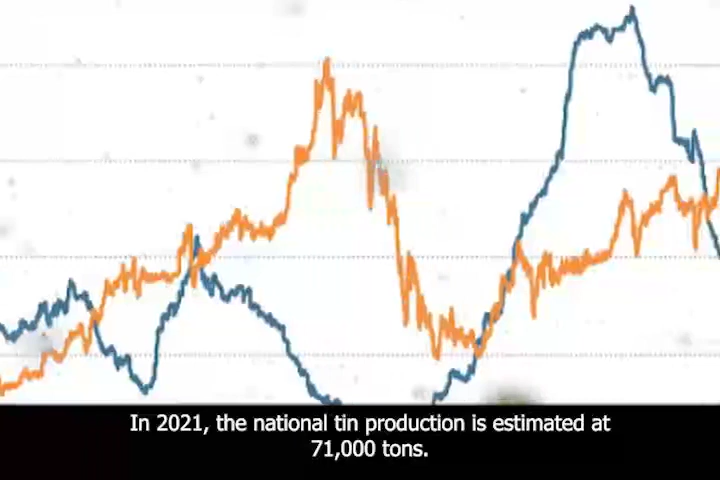 In 2021, the national tin production is estimated at
71,000 tons.